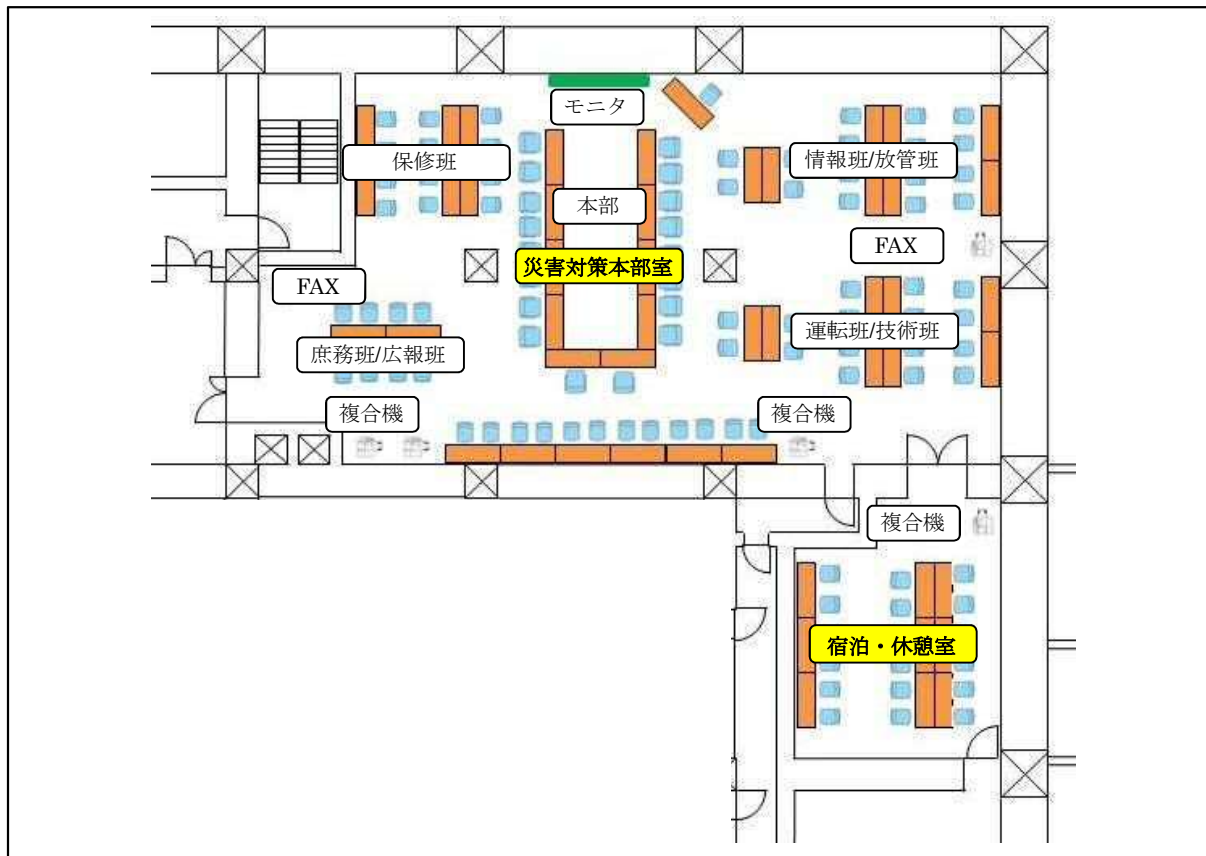 モニタ
保修班
情報班/放管班
本部
FAX
災害対策本部室
FAX
運転班/技術班
庶務班/広報班
複合機
複合機
複合機
宿泊・休憩室